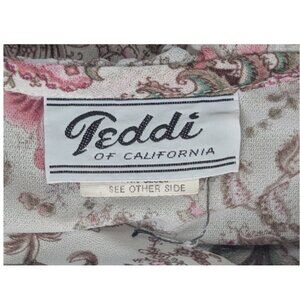 Teddi
OF CALIFORNIA
SEE OTHER SIDE